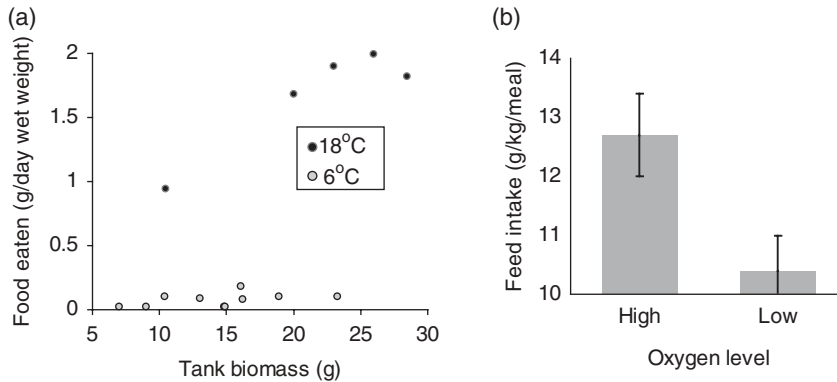 (a)
Food eaten (g/day wet weight)
2
1.5
1
0.5
0
5 10 15 20 25 30
Tank biomass (g)
18°C
6°C
(b)
Feed intake (g/kg/meal)
14
13
12
11
10
High Low
Oxygen level